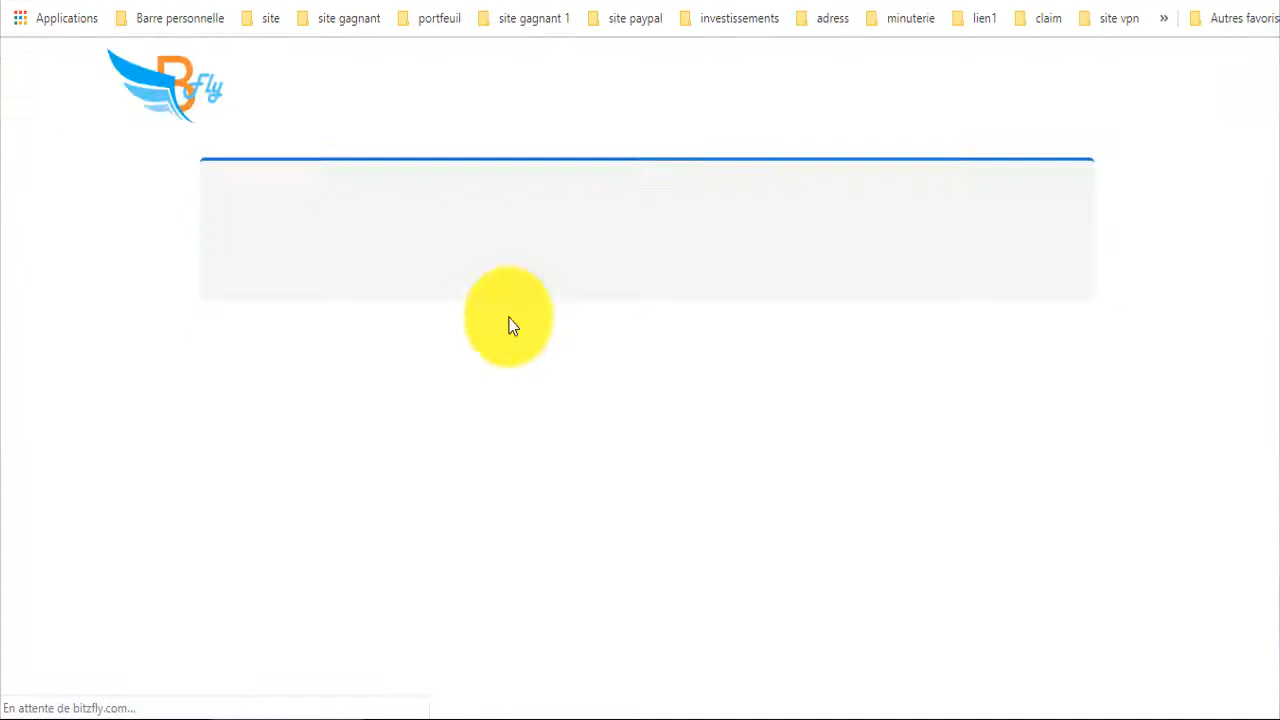 Applications Barre personnelle site site gagnant portfeuil site gagnant 1 site paypal investissements adress minuterie lien1 claim site vpn » Autres favoris
B Fly
En attente de bitzfly.com...